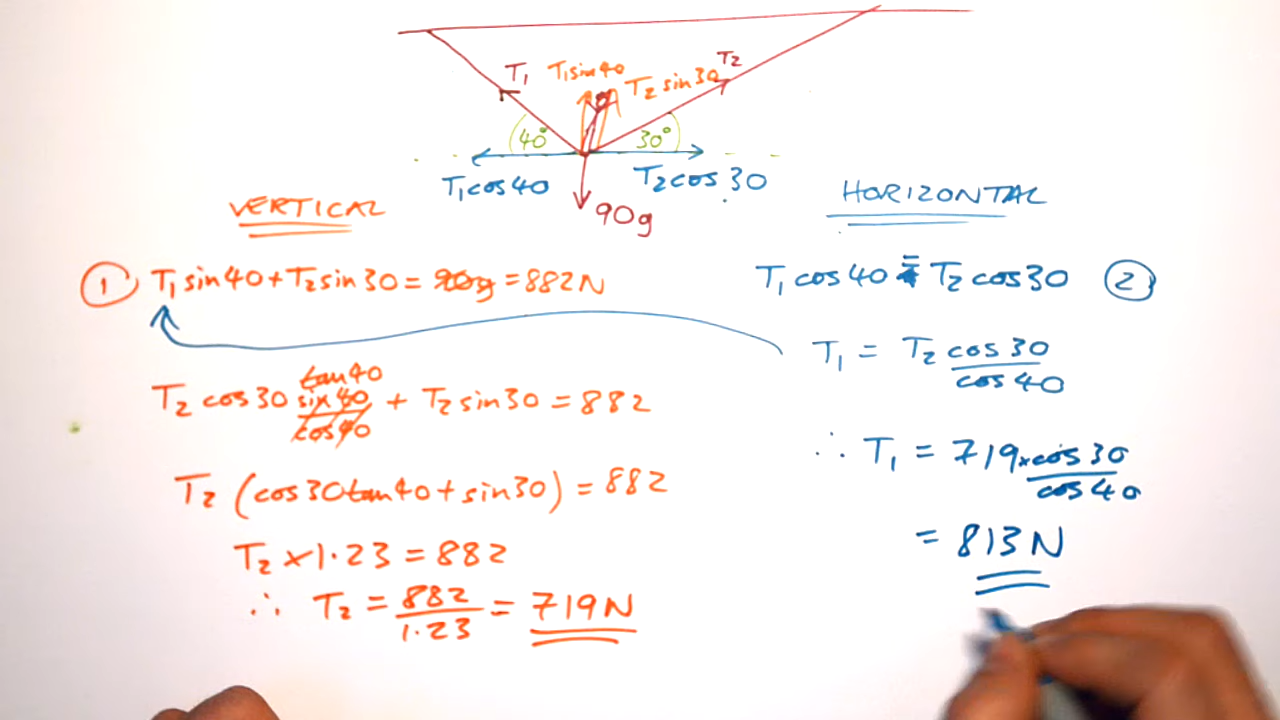 T₁ T₁sin40 T₂ sin30 T₂
40° 30°
T₁cos40 T₂cos30
90g
VERTICAL
① T₁ sin40 + T₂ sin30 = 90g = 882N
T₂ cos30 tan40 sin40/cos40 + T₂ sin30 = 882
T₂ (cos30tan40 + sin30) = 882
T₂ × 1.23 = 882
∴ T₂ = 882/1.23 = 719N
HORIZONTAL
T₁ cos40 = T₂ cos30 ②
T₁ = T₂ cos30/cos40
∴ T₁ = 719 × cos30/cos40
= 813N